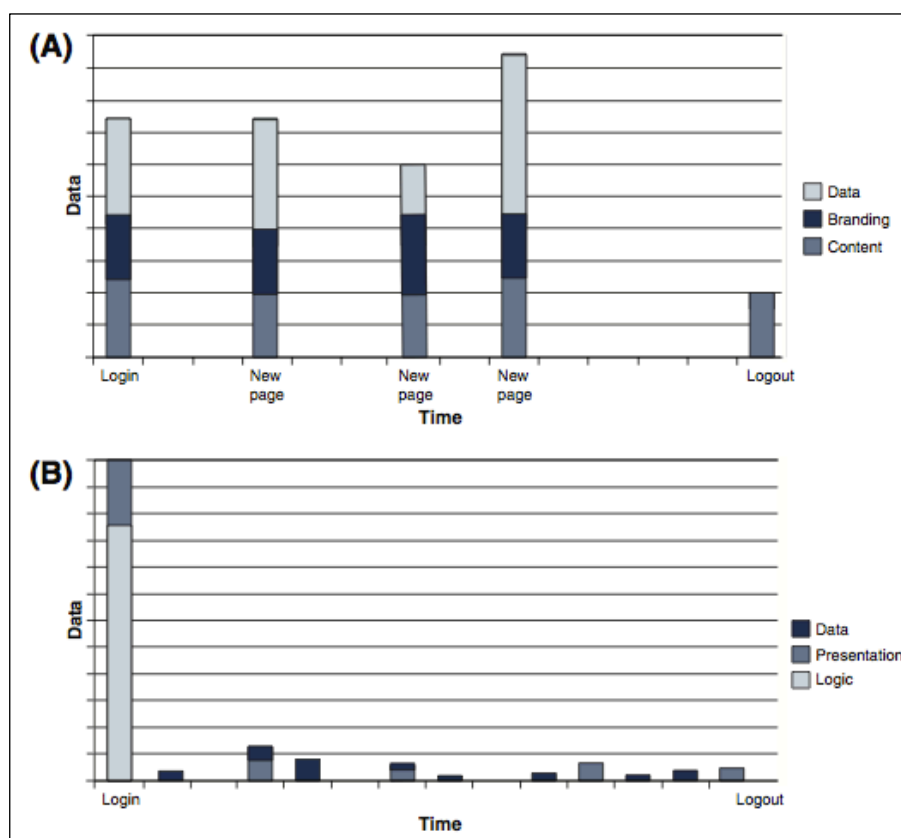 (A)
Data
Data
Branding
Content
Login
New
page
New
page
New
page
Logout
Time
(B)
Data
Data
Presentation
Logic
Login
Logout
Time